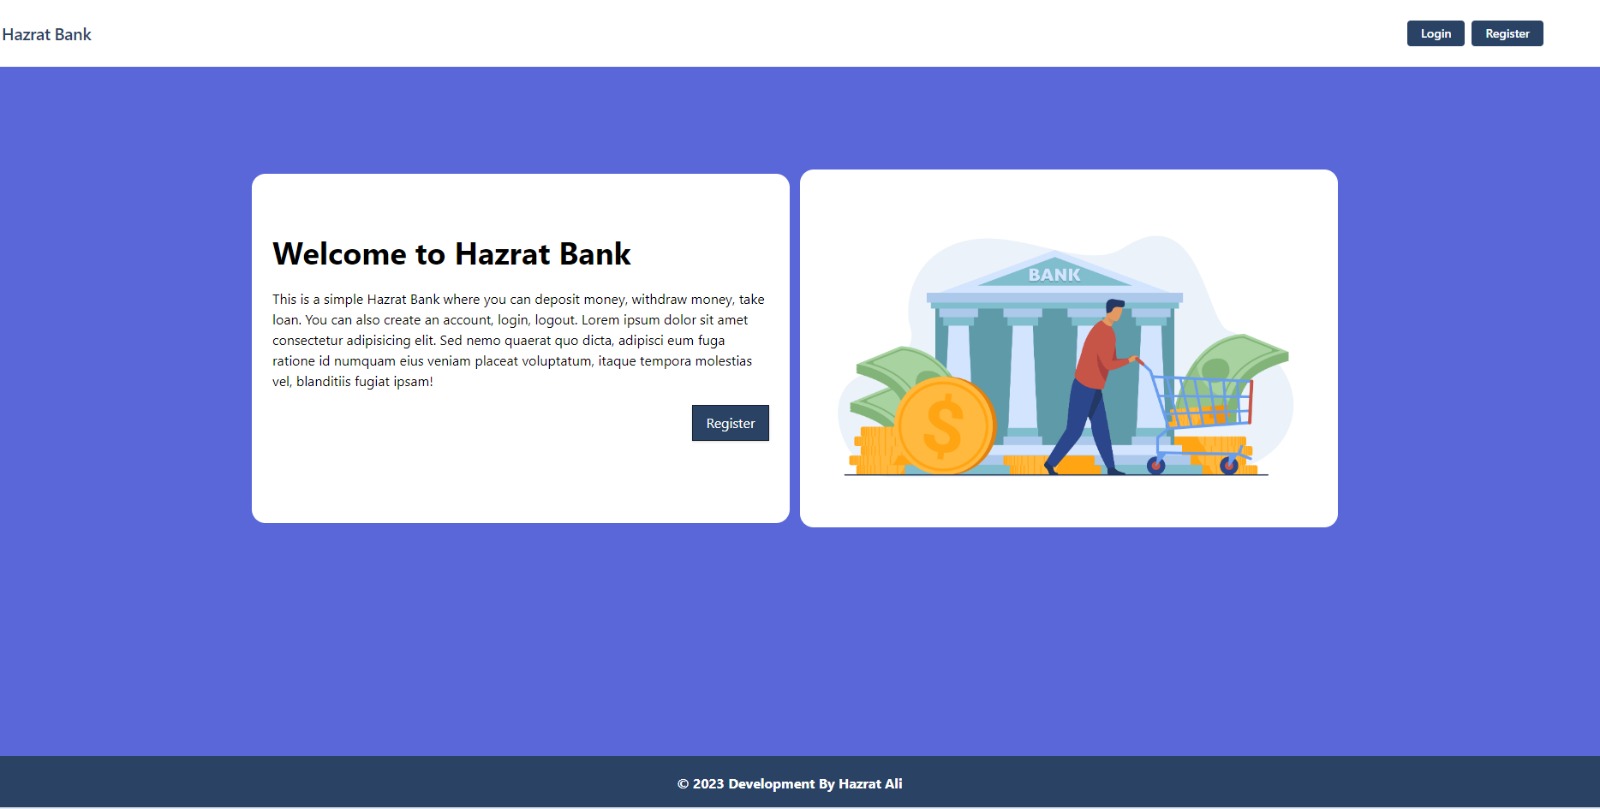 Hazrat Bank
Login
Register
Welcome to Hazrat Bank
This is a simple Hazrat Bank where you can deposit money, withdraw money, take
loan. You can also create an account, login, logout. Lorem ipsum dolor sit amet
consectetur adipisicing elit. Sed nemo quaerat quo dicta, adipisci eum fuga
ratione id numquam eius veniam placeat voluptatum, itaque tempora molestias
vel, blanditiis fugiat ipsam!
Register
BANK
$
© 2023 Development By Hazrat Ali